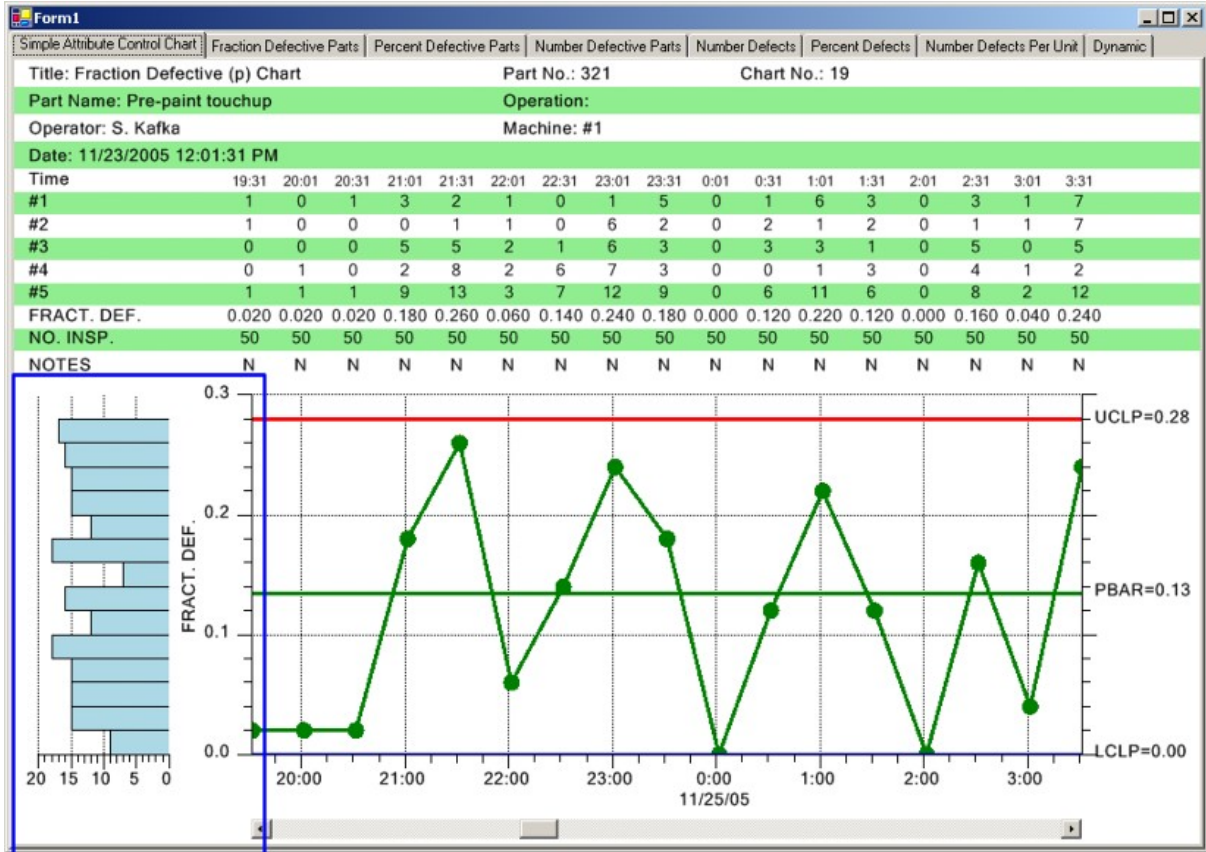 Form1
Simple Attribute Control Chart Fraction Defective Parts Percent Defective Parts Number Defective Parts Number Defects Percent Defects Number Defects Per Unit Dynamic
Title: Fraction Defective (p) Chart Part No.: 321 Chart No.: 19
Part Name: Pre-paint touchup Operation:
Operator: S. Kafka Machine: #1
Date: 11/23/2005 12:01:31 PM
Time 19:31 20:01 20:31 21:01 21:31 22:01 22:31 23:01 23:31 0:01 0:31 1:01 1:31 2:01 2:31 3:01 3:31
#1 1 0 1 3 2 1 0 1 5 0 1 6 3 0 3 1 7
#2 1 0 0 0 1 1 0 6 2 0 2 1 2 0 1 1 7
#3 0 0 0 5 5 2 1 6 3 0 3 3 1 0 5 0 5
#4 0 1 0 2 8 2 6 7 3 0 0 1 3 0 4 1 2
#5 1 1 1 9 13 3 7 12 9 0 6 11 6 0 8 2 12
FRACT. DEF. 0.020 0.020 0.020 0.180 0.260 0.060 0.140 0.240 0.180 0.000 0.120 0.220 0.120 0.000 0.160 0.040 0.240
NO. INSP. 50 50 50 50 50 50 50 50 50 50 50 50 50 50 50 50 50
NOTES N N N N N N N N N N N N N N N N N
0.3
UCLP=0.28
0.2
FRACT. DEF.
PBAR=0.13
0.1
0.0
LCLP=0.00
20 15 10 5 0
20:00 21:00 22:00 23:00 0:00 1:00 2:00 3:00
11/25/05